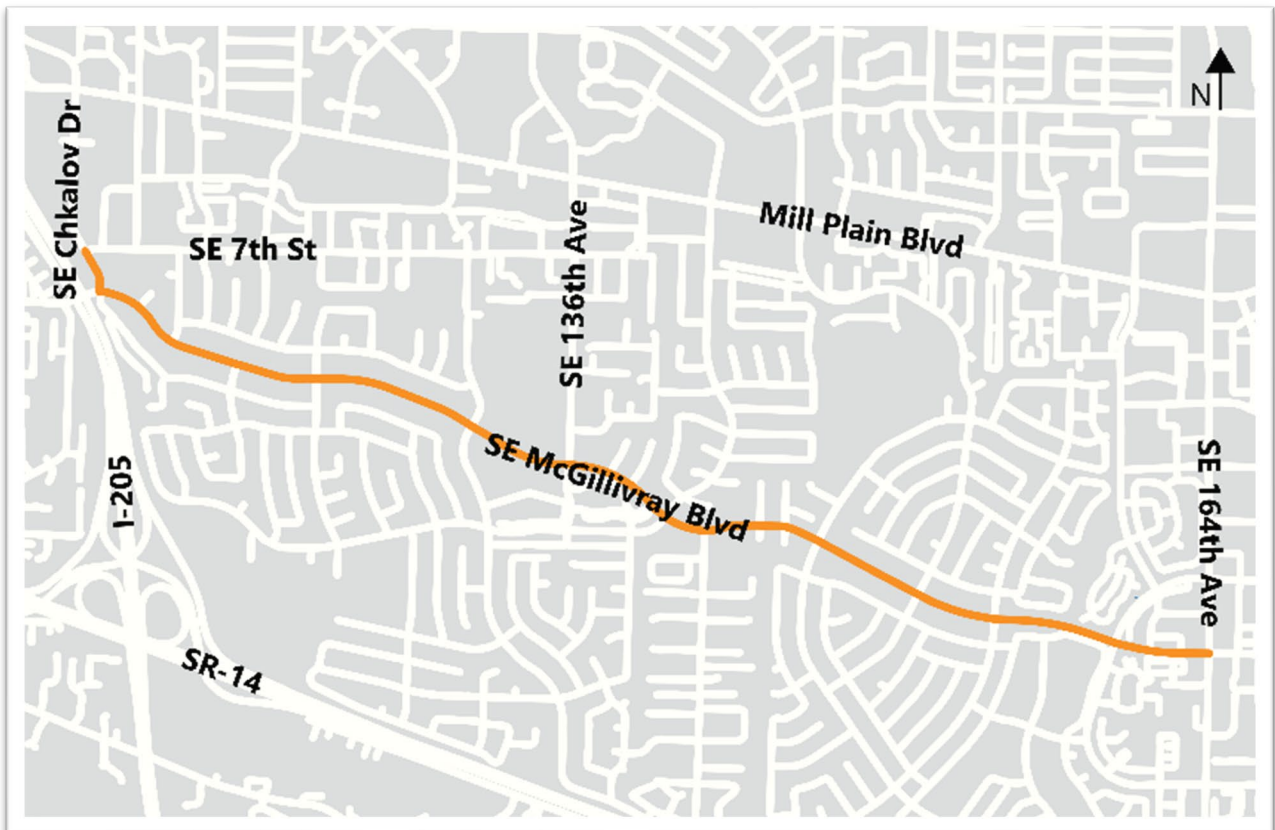 N
SE Chkalov Dr
SE 7th St
SE 136th Ave
Mill Plain Blvd
SE McGillivray Blvd
I-205
SE 164th Ave
SR-14